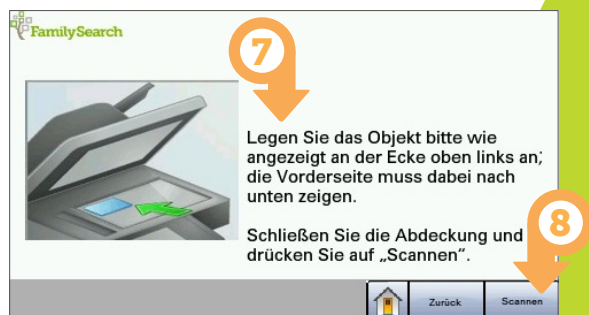 FamilySearch
7
Legen Sie das Objekt bitte wie
angezeigt an der Ecke oben links an;
die Vorderseite muss dabei nach
unten zeigen.
Schließen Sie die Abdeckung und
drücken Sie auf „Scannen“.
8
Zurück
Scannen